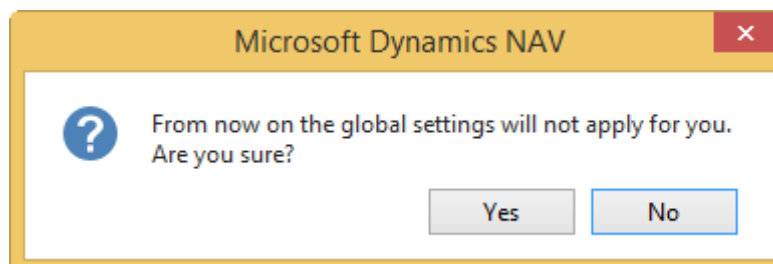 Microsoft Dynamics NAV
From now on the global settings will not apply for you.
Are you sure?
Yes
No